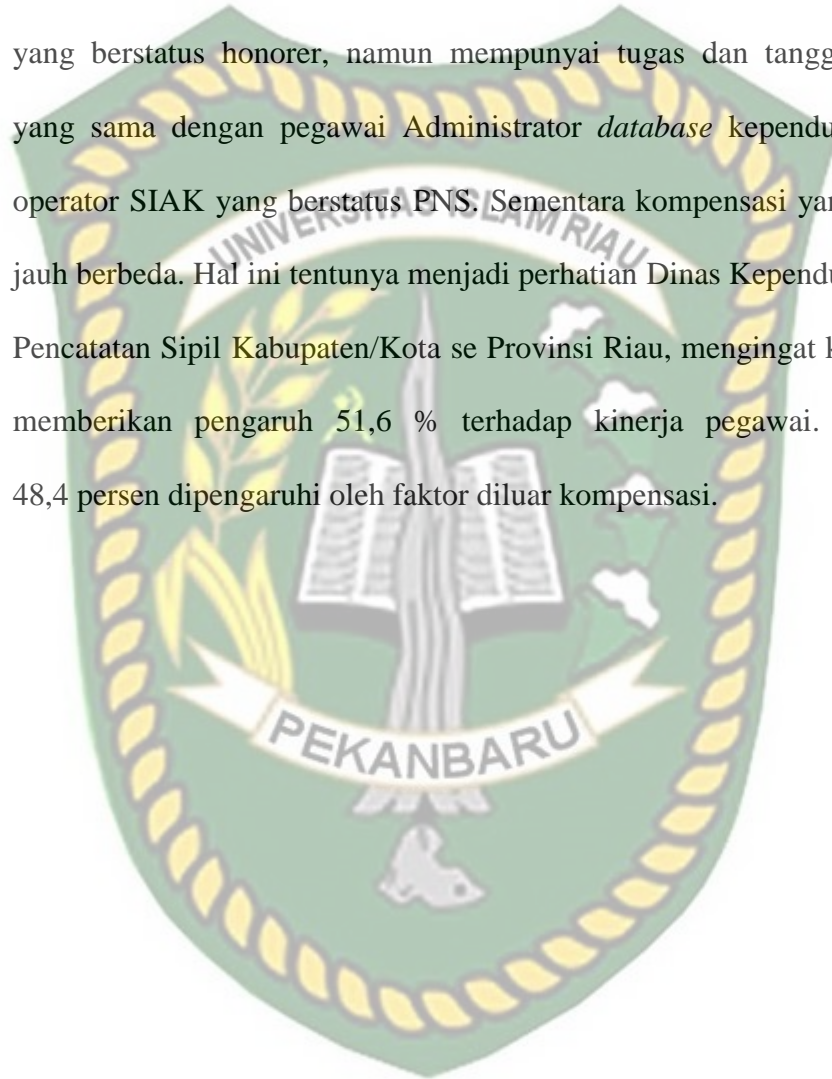 yang berstatus honorer, namun mempunyai tugas dan tangg
yang sama dengan pegawai Administrator database kependu
operator SIAK yang berstatus PNS. Sementara kompensasi yan
jauh berbeda. Hal ini tentunya menjadi perhatian Dinas Kependu
Pencatatan Sipil Kabupaten/Kota se Provinsi Riau, mengingat k
memberikan pengaruh 51,6 % terhadap kinerja pegawai.
48,4 persen dipengaruhi oleh faktor diluar kompensasi.
UNIVERSITAS ISLAM RIAU
PEKANBARU